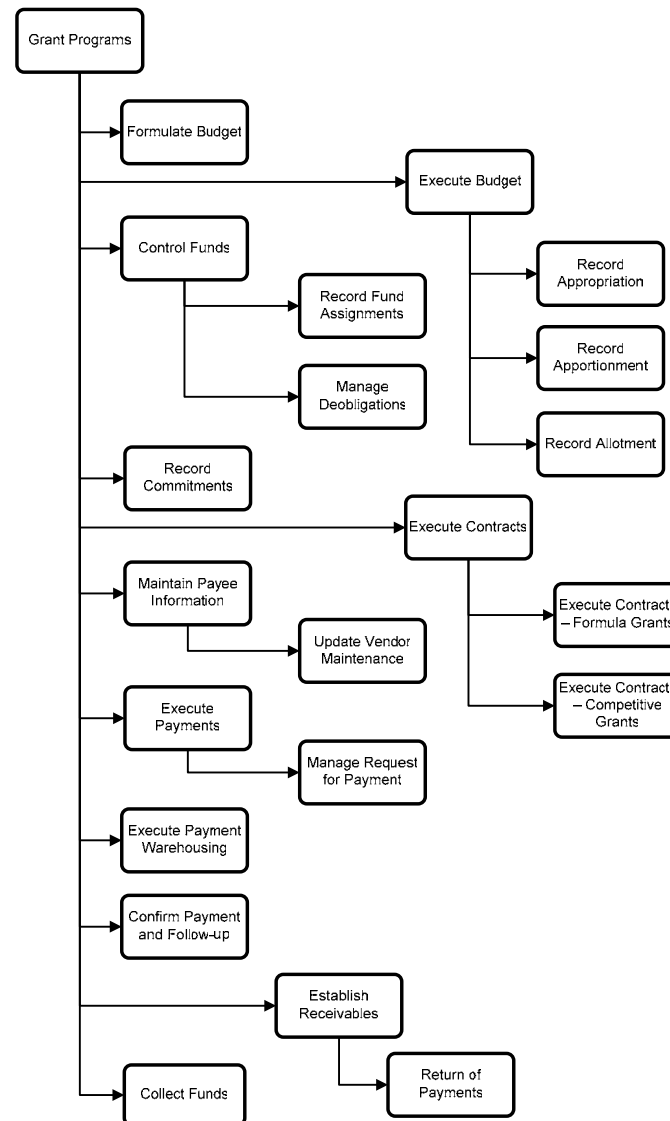 Grant Programs
Formulate Budget
Execute Budget
Control Funds
Record
Appropriation
Record Fund
Assignments
Record
Apportionment
Manage
Deobligations
Record Allotment
Record
Commitments
Execute Contracts
Maintain Payee
Information
Execute Contract
– Formula Grants
Update Vendor
Maintenance
Execute Contract
– Competitive
Grants
Execute
Payments
Manage Request
for Payment
Execute Payment
Warehousing
Confirm Payment
and Follow-up
Establish
Receivables
Return of
Payments
Collect Funds